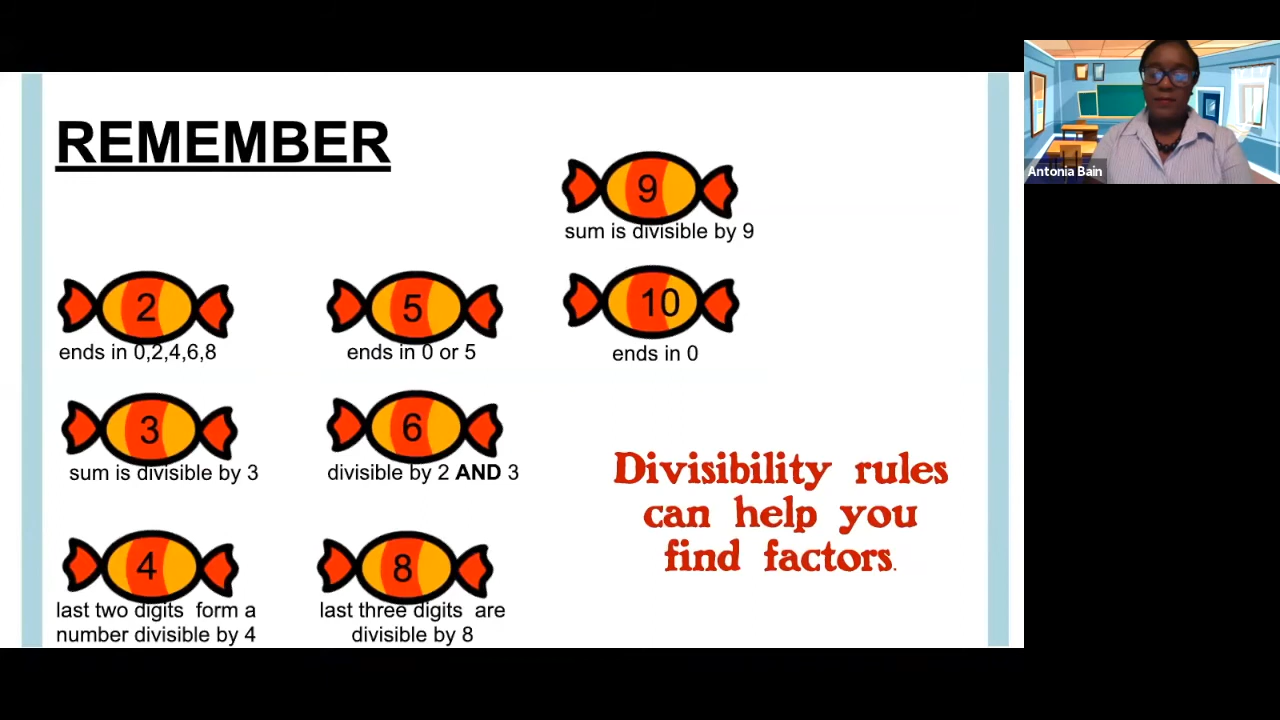 REMEMBER
9
sum is divisible by 9
2
ends in 0,2,4,6,8
5
ends in 0 or 5
10
ends in 0
3
sum is divisible by 3
6
divisible by 2 AND 3
4
last two digits form a
number divisible by 4
8
last three digits are
divisible by 8
Divisibility rules
can help you
find factors.
Antonia Bain